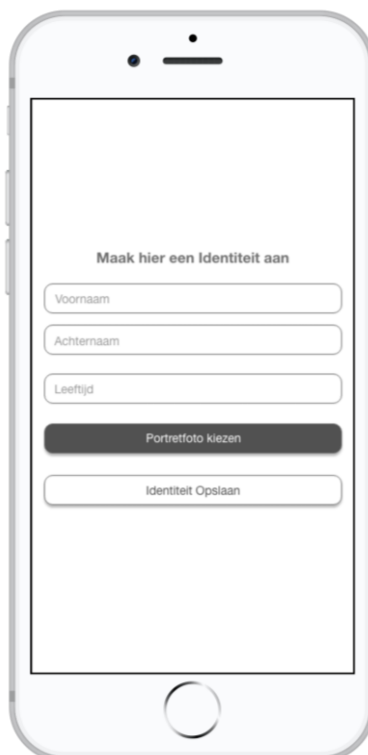 Maak hier een Identiteit aan
Voornaam
Achternaam
Leeftijd
Portretfoto kiezen
Identiteit Opslaan